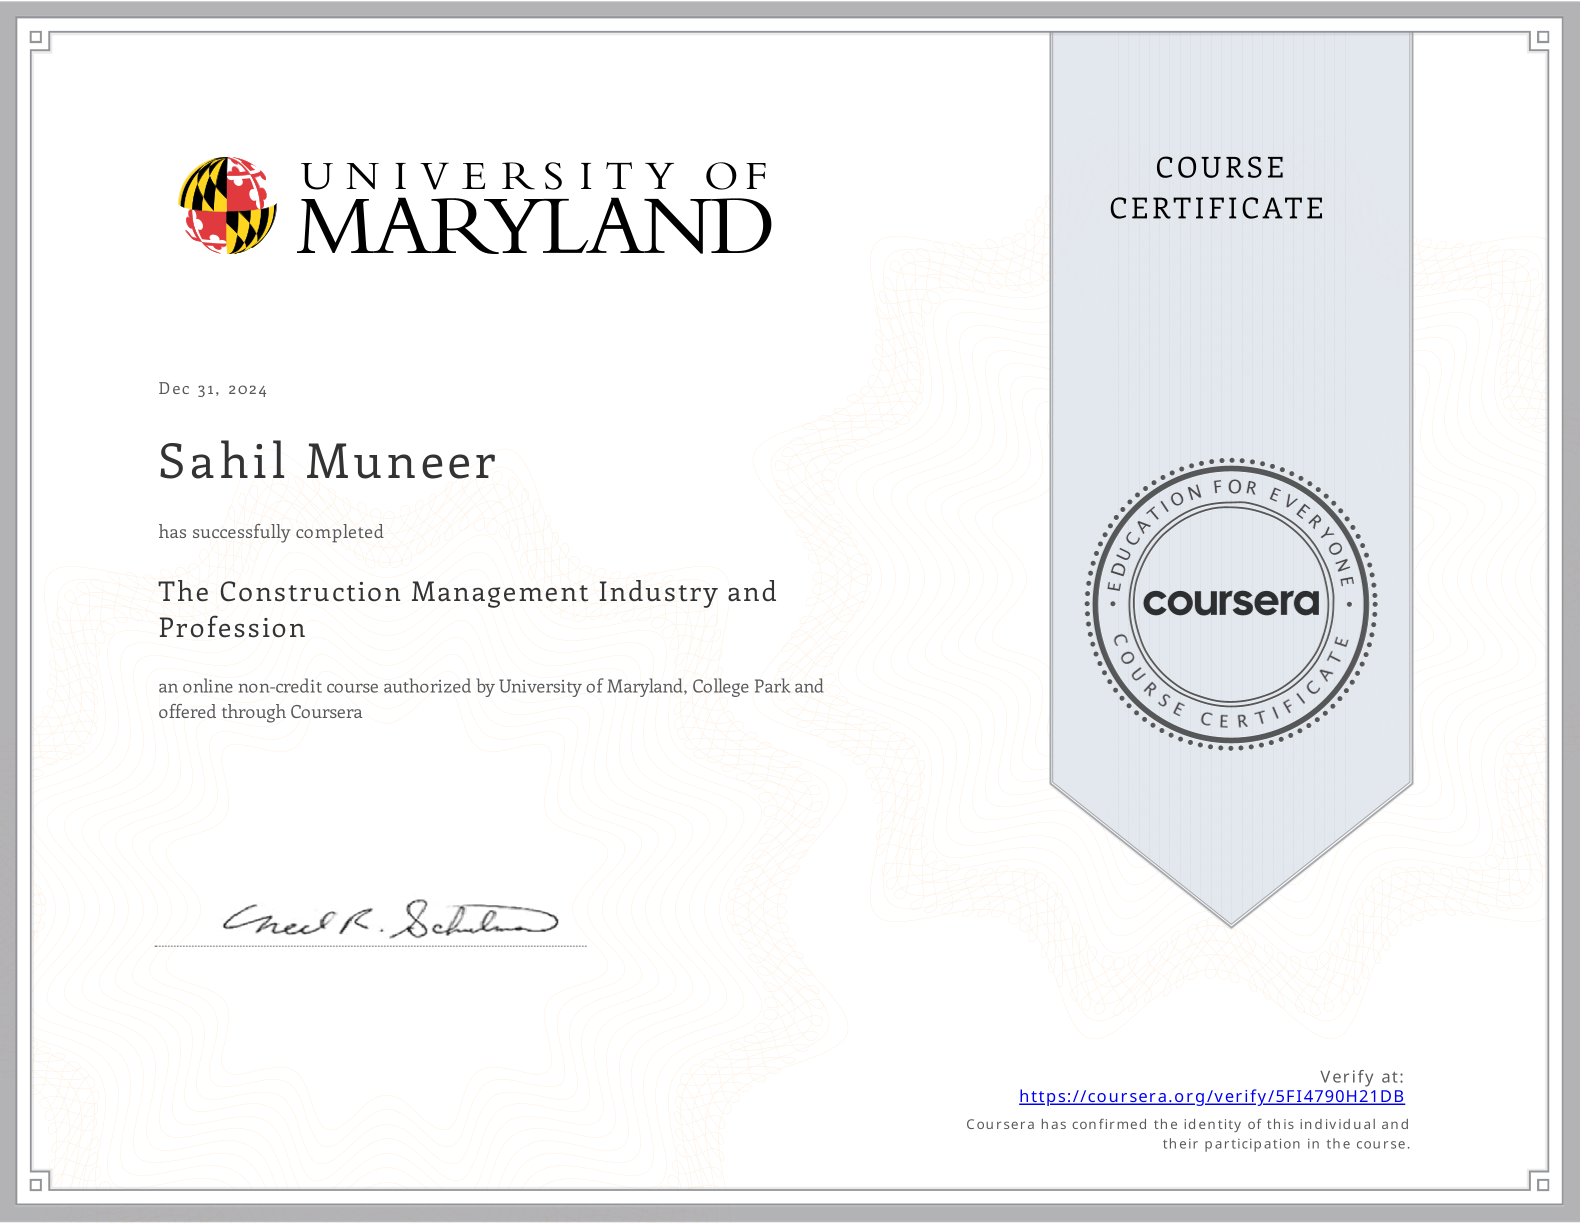 UNIVERSITY OF
MARYLAND
COURSE
CERTIFICATE
Dec 31, 2024
Sahil Muneer
has successfully completed
The Construction Management Industry and
Profession
an online non-credit course authorized by University of Maryland, College Park and
offered through Coursera
EDUCATION FOR EVERYONE
coursera
COURSE CERTIFICATE
Neil R. Schulman
Verify at:
https://coursera.org/verify/5FI4790H21DB
Coursera has confirmed the identity of this individual and
their participation in the course.